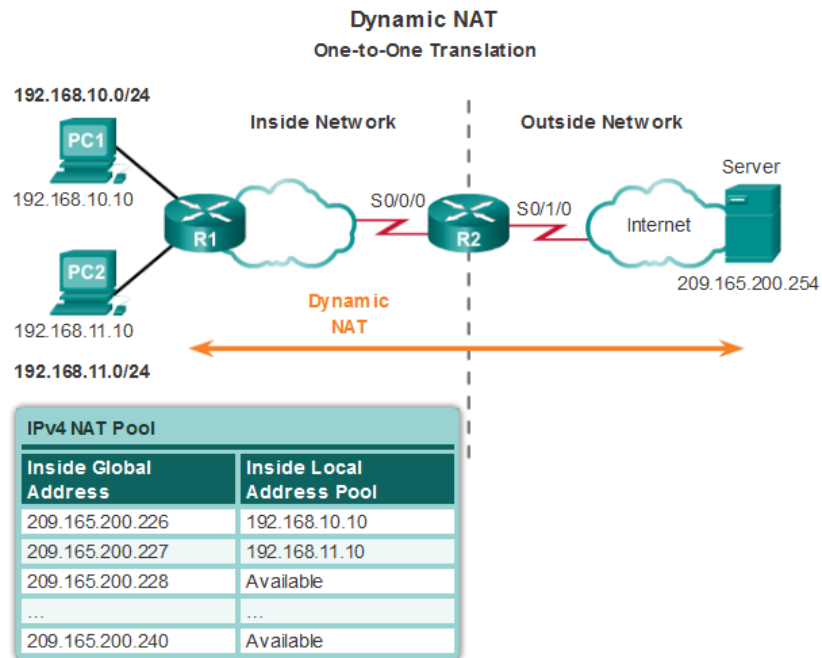 Dynamic NAT
One-to-One Translation
192.168.10.0/24
Inside Network
Outside Network
PC1
Server
192.168.10.10
S0/0/0
S0/1/0
R1
R2
Internet
PC2
209.165.200.254
192.168.11.10
Dynamic
NAT
192.168.11.0/24
IPv4 NAT Pool
Inside Global Address
Inside Local Address Pool
209.165.200.226 192.168.10.10
209.165.200.227 192.168.11.10
209.165.200.228 Available
... ...
209.165.200.240 Available